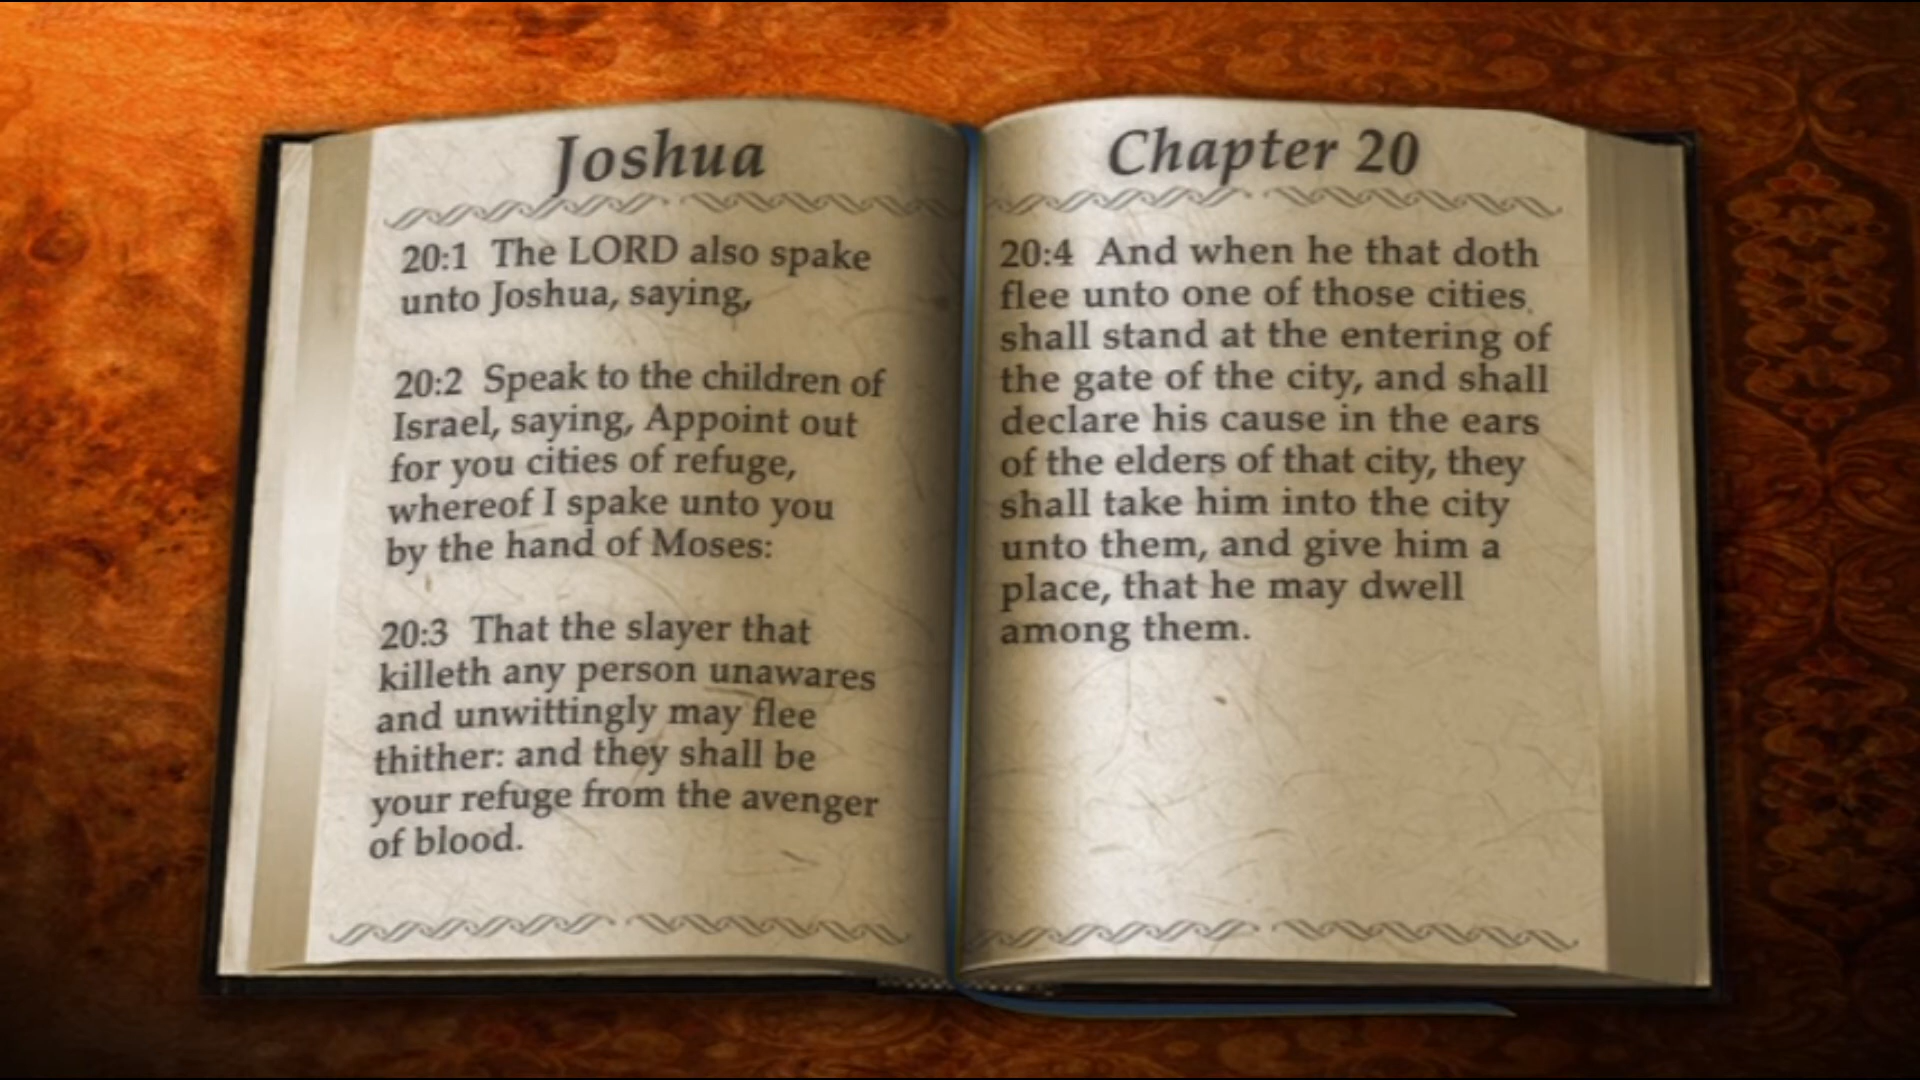 Joshua
20:1 The LORD also spake
unto Joshua, saying,
20:2 Speak to the children of
Israel, saying, Appoint out
for you cities of refuge,
whereof I spake unto you
by the hand of Moses:
20:3 That the slayer that
killeth any person unawares
and unwittingly may flee
thither: and they shall be
your refuge from the avenger
of blood.
Chapter 20
20:4 And when he that doth
flee unto one of those cities
shall stand at the entering of
the gate of the city, and shall
declare his cause in the ears
of the elders of that city, they
shall take him into the city
unto them, and give him a
place, that he may dwell
among them.